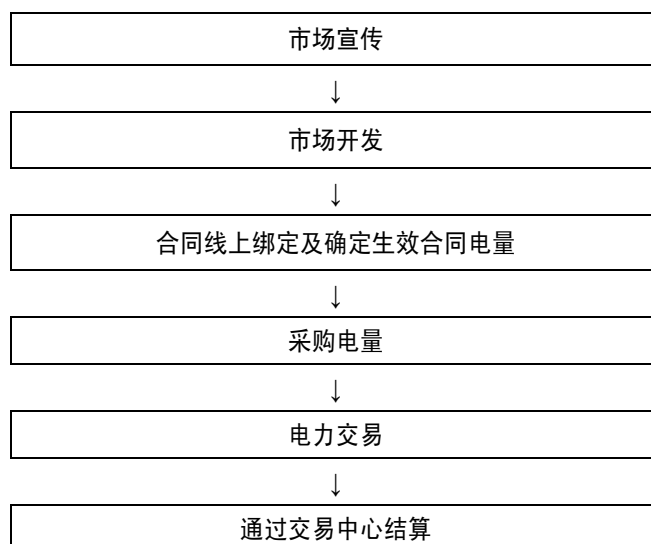 市场宣传
↓
市场开发
↓
合同线上绑定及确定生效合同电量
↓
采购电量
↓
电力交易
↓
通过交易中心结算